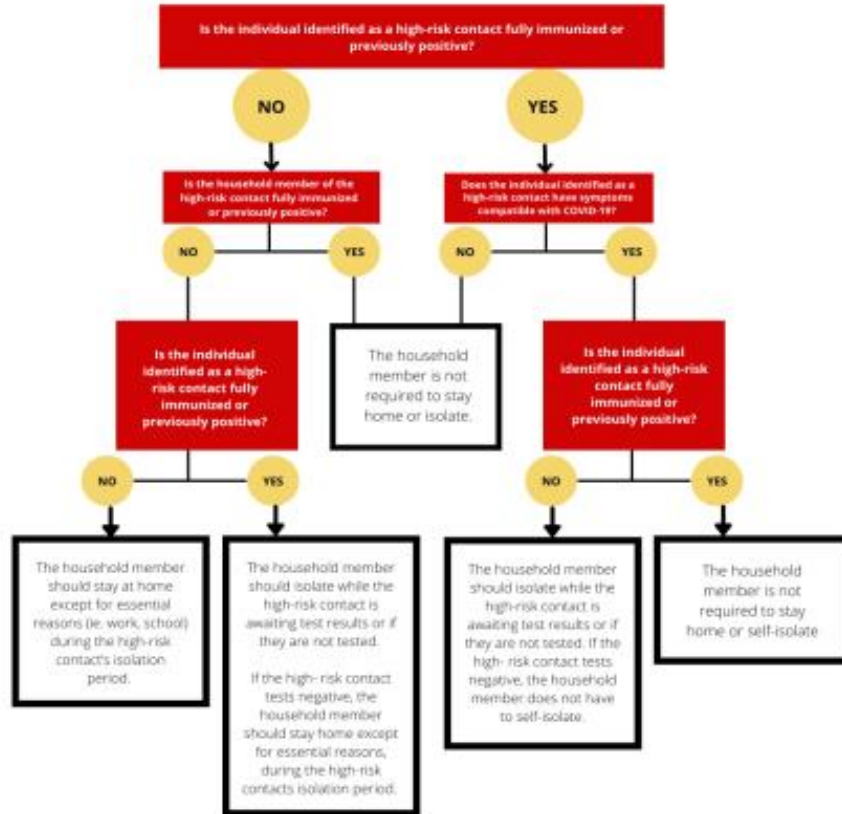 Is the individual identified as a high-risk contact fully immunized or
previously positive?
NO
YES
Is the household member of the
high-risk contact fully immunized
or previously positive?
Does the individual identified as a
high-risk contact have symptoms
compatible with COVID-19?
NO
YES
NO
YES
Is the individual
identified as a high-
risk contact fully
immunized or
previously positive?
The household
member is not
required to stay
home or isolate.
Is the individual
identified as a high-risk
contact fully
immunized or
previously positive?
NO
YES
NO
YES
The household member
should stay at home
except for essential
reasons (ie. work, school)
during the high-risk
contact's isolation
period.
The household member
should isolate while the
high-risk contact is
awaiting test results or if
they are not tested.
If the high- risk contact
tests negative, the
household member
should stay home except
for essential reasons,
during the high-risk
contacts isolation period.
The household member
should isolate while the
high-risk contact is
awaiting test results or if
they are not tested. If the
high- risk contact tests
negative, the household
member does not have
to self-isolate.
The household
member is not
required to stay
home or self-isolate